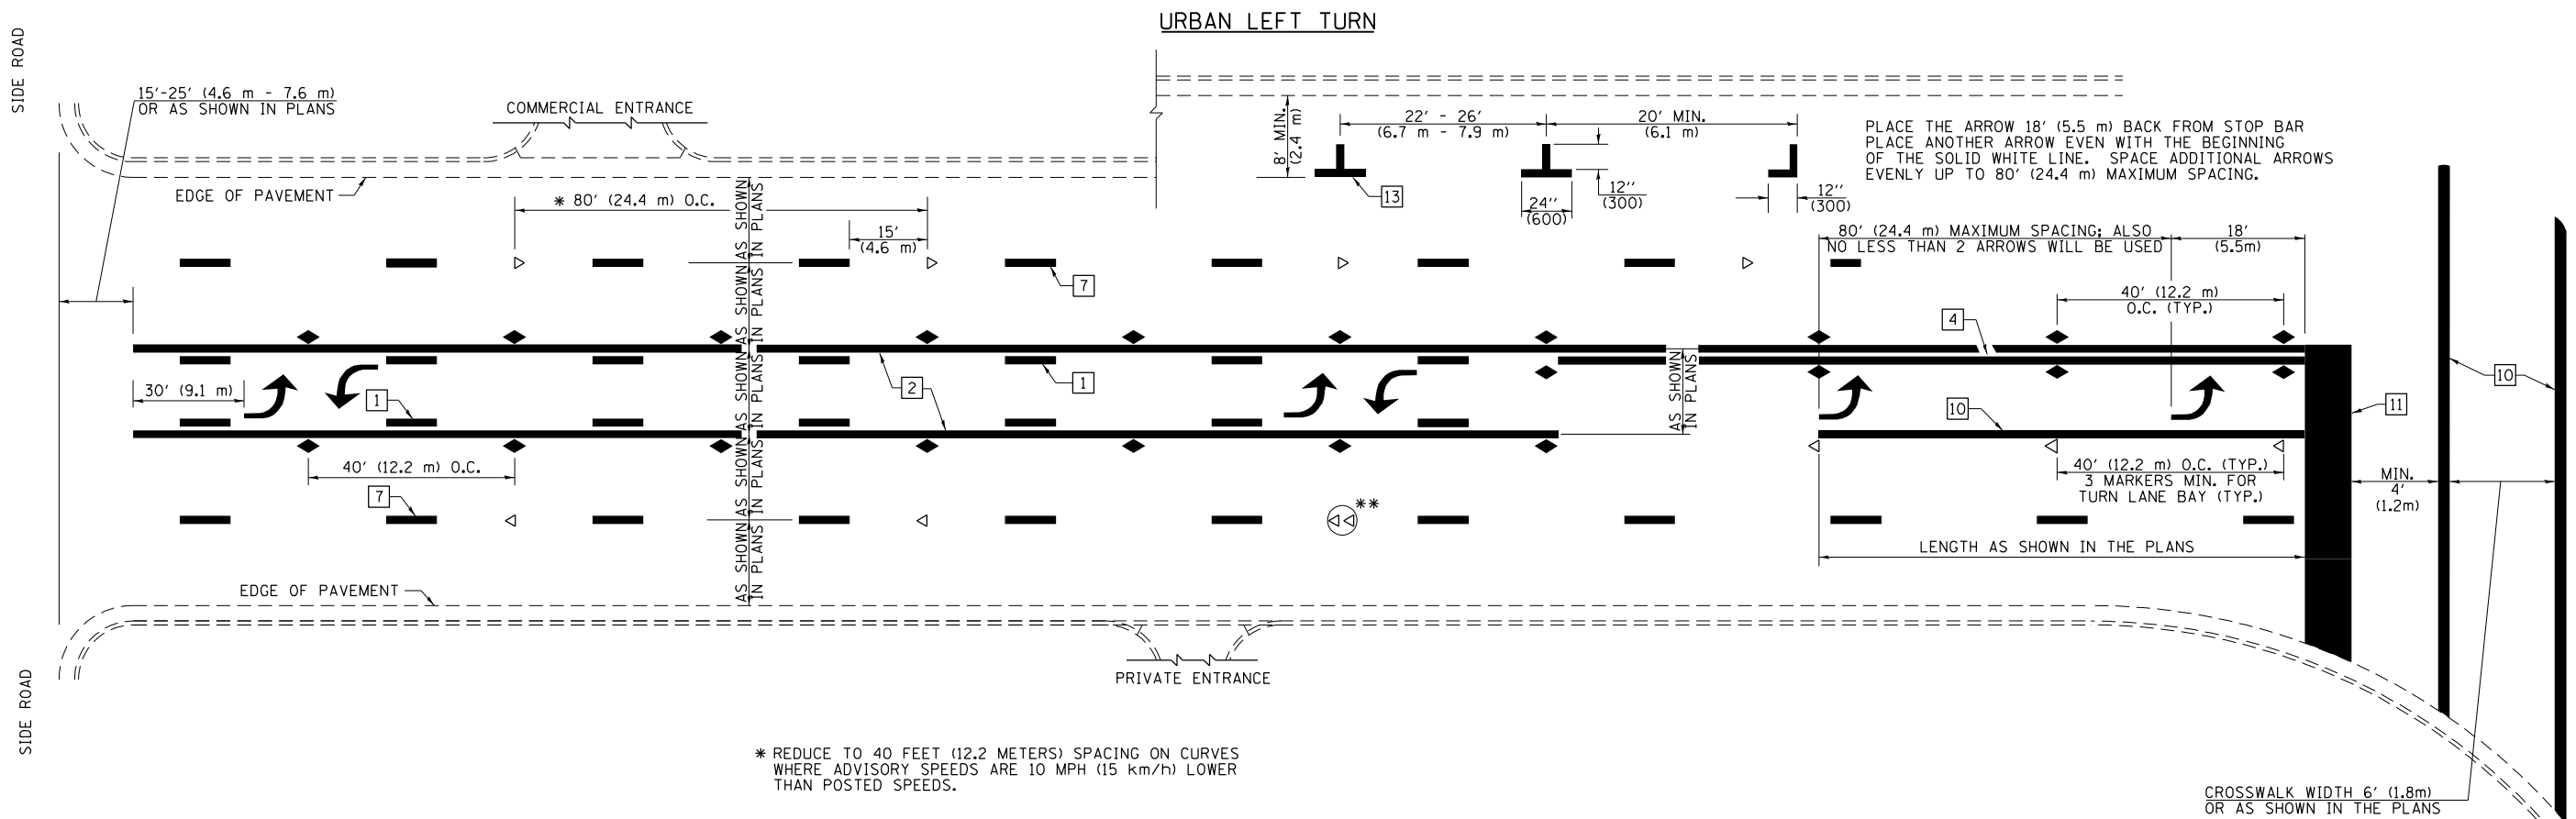 URBAN LEFT TURN
SIDE ROAD
15'-25' (4.6 m - 7.6 m)
OR AS SHOWN IN PLANS
COMMERCIAL ENTRANCE
EDGE OF PAVEMENT
* 80' (24.4 m) O.C.
15'
(4.6 m)
8' MIN.
(2.4 m)
22' - 26'
(6.7 m - 7.9 m)
20' MIN.
(6.1 m)
13
24''
(600)
12''
(300)
12''
(300)
PLACE THE ARROW 18' (5.5 m) BACK FROM STOP BAR
PLACE ANOTHER ARROW EVEN WITH THE BEGINNING
OF THE SOLID WHITE LINE. SPACE ADDITIONAL ARROWS
EVENLY UP TO 80' (24.4 m) MAXIMUM SPACING.
80' (24.4 m) MAXIMUM SPACING; ALSO
NO LESS THAN 2 ARROWS WILL BE USED
18'
(5.5m)
7
40' (12.2 m)
O.C. (TYP.)
4
AS SHOWN
IN PLANS
AS SHOWN
IN PLANS
AS SHOWN
IN PLANS
AS SHOWN
IN PLANS
AS SHOWN
IN PLANS
30' (9.1 m)
1
2
1
AS SHOWN
IN PLANS
10
11
10
40' (12.2 m) O.C.
7
**
40' (12.2 m) O.C. (TYP.)
3 MARKERS MIN. FOR
TURN LANE BAY (TYP.)
MIN.
4'
(1.2m)
LENGTH AS SHOWN IN THE PLANS
EDGE OF PAVEMENT
PRIVATE ENTRANCE
SIDE ROAD
* REDUCE TO 40 FEET (12.2 METERS) SPACING ON CURVES
WHERE ADVISORY SPEEDS ARE 10 MPH (15 km/h) LOWER
THAN POSTED SPEEDS.
CROSSWALK WIDTH 6' (1.8m)
OR AS SHOWN IN THE PLANS